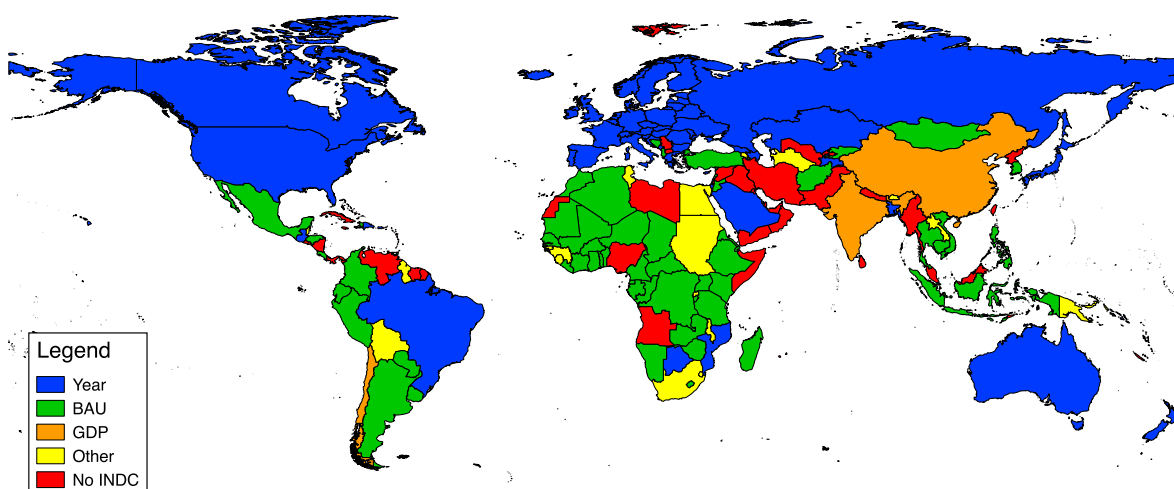 Legend
Year
BAU
GDP
Other
No INDC